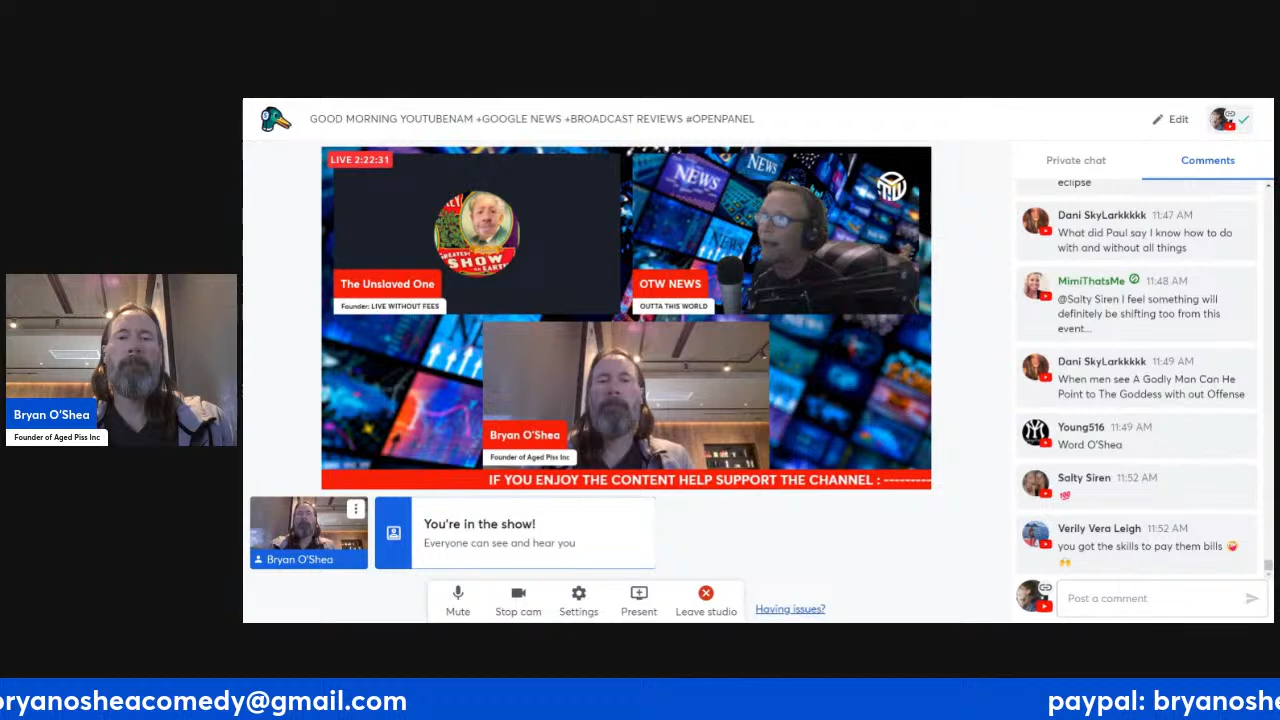 GOOD MORNING YOUTUBENAM +GOOGLE NEWS +BROADCAST REVIEWS #OPENPANEL
Edit
LIVE 2:22:31
NEWS
NEWS
NEWS
SHOW
The Unslaved One
Founder: LIVE WITHOUT FEES
OTW NEWS
OUTTA THIS WORLD
Bryan O'Shea
Founder of Aged Piss Inc
IF YOU ENJOY THE CONTENT HELP SUPPORT THE CHANNEL : --------
Bryan O'Shea
Founder of Aged Piss Inc
Bryan O'Shea
You're in the show!
Everyone can see and hear you
Mute
Stop cam
Settings
Present
Leave studio
Having issues?
Private chat
Comments
eclipse
Dani SkyLarkkkkk 11:47 AM
What did Paul say I know how to do
with and without all things
MimiThatsMe 11:48 AM
@Salty Siren I feel something will
definitely be shifting too from this
event...
Dani SkyLarkkkkk 11:49 AM
When men see A Godly Man Can He
Point to The Goddess with out Offense
Young516 11:49 AM
Word O'Shea
Salty Siren 11:52 AM
💯
Verily Vera Leigh 11:52 AM
you got the skills to pay them bills 😜
🙌
Post a comment
bryanosheacomedy@gmail.com
paypal: bryanoshe